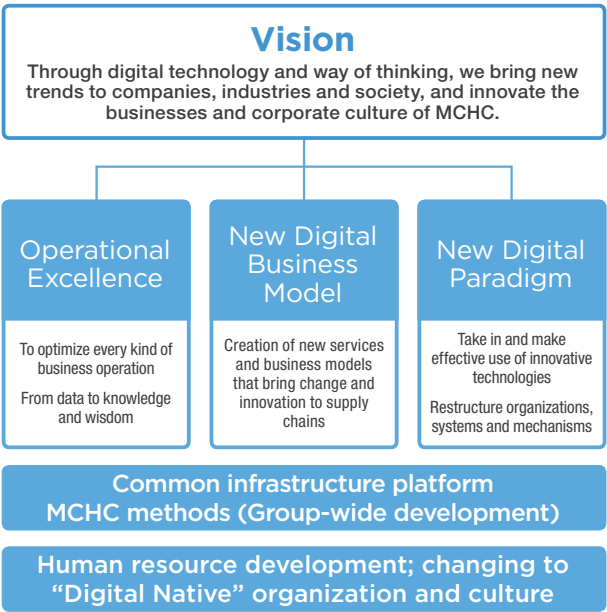 Vision
Through digital technology and way of thinking, we bring new
trends to companies, industries and society, and innovate the
businesses and corporate culture of MCHC.
Operational
Excellence
To optimize every kind of
business operation
From data to knowledge
and wisdom
New Digital
Business
Model
Creation of new services
and business models
that bring change and
innovation to supply
chains
New Digital
Paradigm
Take in and make
effective use of innovative
technologies
Restructure organizations,
systems and mechanisms
Common infrastructure platform
MCHC methods (Group-wide development)
Human resource development; changing to
“Digital Native” organization and culture